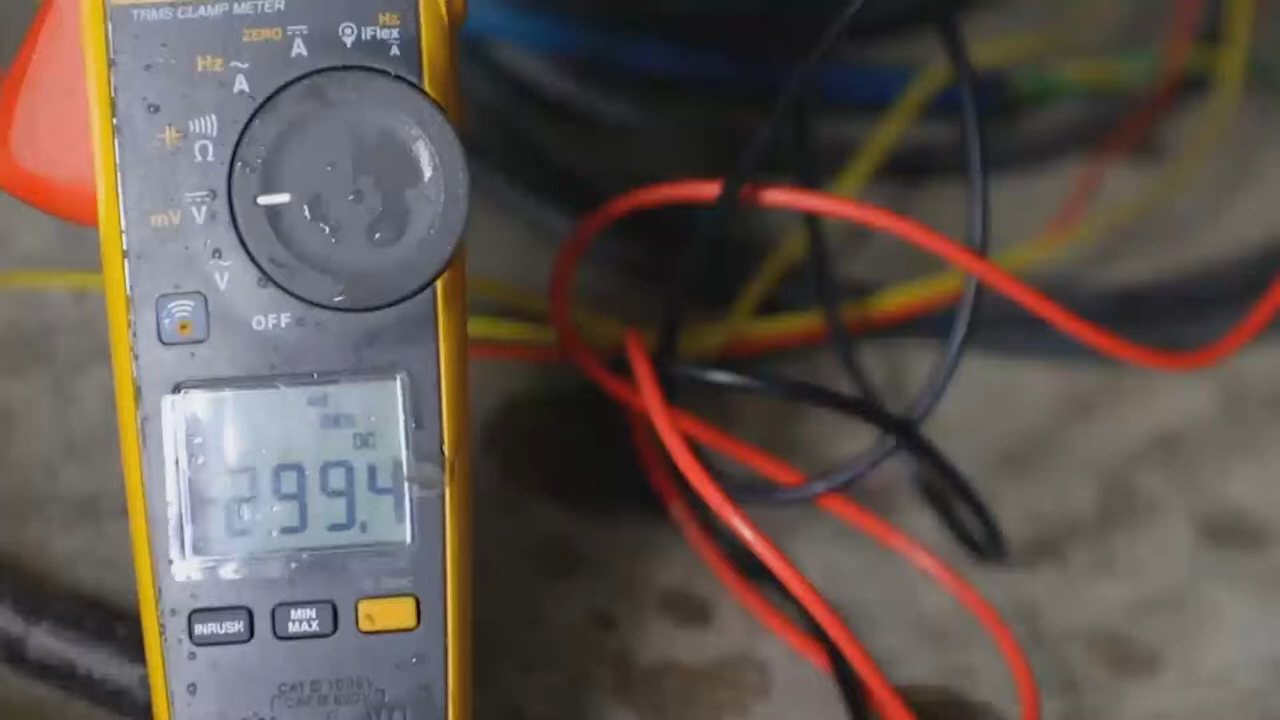 TRMS CLAMP METER
Hz
ZERO A iFlex
A
Hz A
Ω
mV V
V
OFF
DC
299.4
INRUSH
MIN
MAX